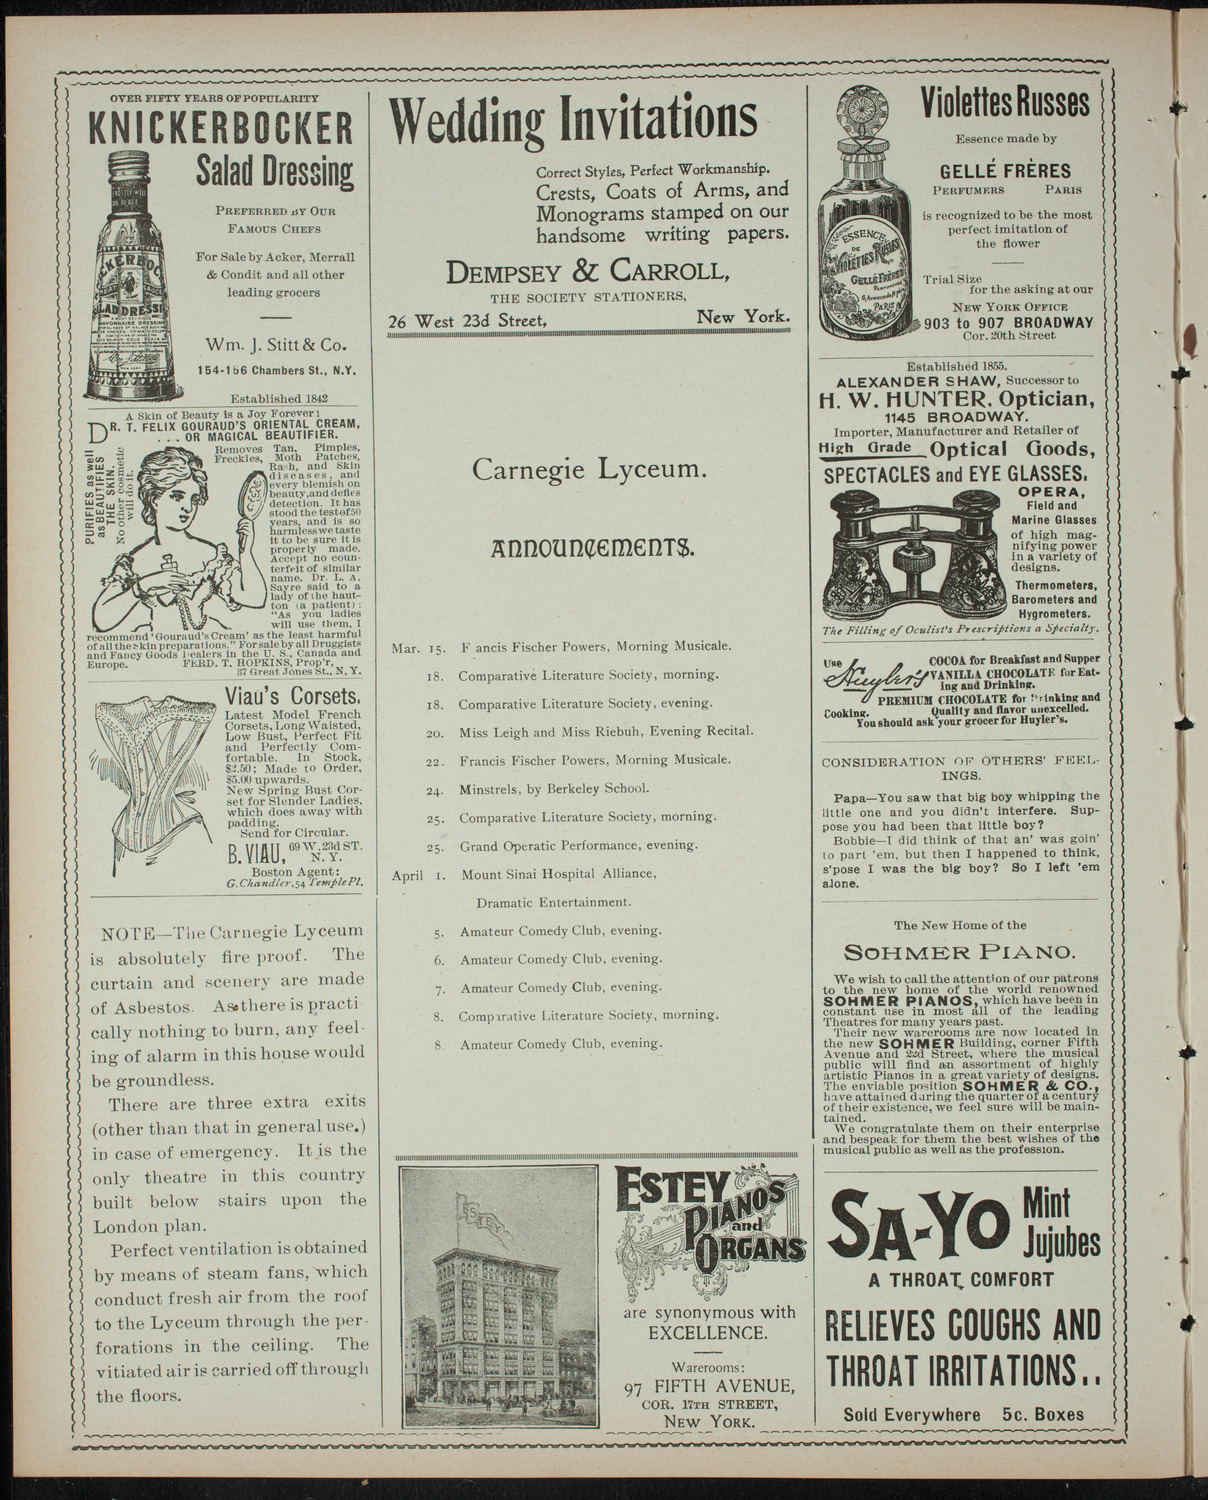 OVER FIFTY YEARS OF POPULARITY
KNICKERBOCKER
Salad Dressing
PREFERRED BY OUR
FAMOUS CHEFS
For Sale by Acker, Merrall
& Condit and all other
leading grocers
Wm. J. Stitt & Co.
154-156 Chambers St., N.Y.
Established 1842
A Skin of Beauty is a Joy Forever!
DR. T. FELIX GOURAUD'S ORIENTAL CREAM,
... OR MAGICAL BEAUTIFIER.
PURIFIES as well
as BEAUTIFIES
THE SKIN.
No other cosmetic
will do it.
Removes Tan, Pimples,
Freckles, Moth Patches,
Rash, and Skin
diseases, and
every blemish on
beauty, and defies
detection. It has
stood the test of 50
years, and is so
harmless we taste
it to be sure it is
properly made.
Accept no coun-
terfeit of similar
name. Dr. L. A.
Sayre said to a
lady of the haut-
ton (a patient):
"As you ladies
will use them, I
recommend 'Gouraud's Cream' as the least harmful
of all the skin preparations." For sale by all Druggists
and Fancy Goods Dealers in the U. S., Canada and
Europe. FERD. T. HOPKINS, Prop'r,
37 Great Jones St., N. Y.
Viau's Corsets.
Latest Model French
Corsets, Long Waisted,
Low Bust, Perfect Fit
and Perfectly Com-
fortable. In Stock,
$2.50; Made to Order,
$5.00 upwards.
New Spring Bust Cor-
set for Slender Ladies,
which does away with
padding.
Send for Circular.
B. VIAU, 69 W. 23d ST.
N. Y.
Boston Agent:
G. Chandler, 54 Temple Pl.
NOTE—The Carnegie Lyceum
is absolutely fire proof. The
curtain and scenery are made
of Asbestos. As there is practi
cally nothing to burn, any feel-
ing of alarm in this house would
be groundless.
There are three extra exits
(other than that in general use.)
in case of emergency. It is the
only theatre in this country
built below stairs upon the
London plan.
Perfect ventilation is obtained
by means of steam fans, which
conduct fresh air from the roof
to the Lyceum through the per-
forations in the ceiling. The
vitiated air is carried off through
the floors.
Wedding Invitations
Correct Styles, Perfect Workmanship.
Crests, Coats of Arms, and
Monograms stamped on our
handsome writing papers.
DEMPSEY & CARROLL,
THE SOCIETY STATIONERS,
26 West 23d Street, New York.
Carnegie Lyceum.
ANNOUNCEMENTS.
Mar. 15. F ancis Fischer Powers, Morning Musicale.
18. Comparative Literature Society, morning.
18. Comparative Literature Society, evening.
20. Miss Leigh and Miss Riebuh, Evening Recital.
22. Francis Fischer Powers, Morning Musicale.
24. Minstrels, by Berkeley School.
25. Comparative Literature Society, morning.
25. Grand Operatic Performance, evening.
April 1. Mount Sinai Hospital Alliance,
Dramatic Entertainment.
5. Amateur Comedy Club, evening.
6. Amateur Comedy Club, evening.
7. Amateur Comedy Club, evening.
8. Comparative Literature Society, morning.
8 Amateur Comedy Club, evening.
ESTEY
ESTEY
PIANOS
and
ORGANS
are synonymous with
EXCELLENCE.
Warerooms:
97 FIFTH AVENUE,
COR. 17TH STREET,
NEW YORK.
Violettes Russes
Essence made by
GELLÉ FRÈRES
PERFUMERS PARIS
is recognized to be the most
perfect imitation of
the flower
Trial Size
for the asking at our
NEW YORK OFFICE
903 to 907 BROADWAY
Cor. 20th Street
ESSENCE
DE
VIOLETTES RUSSES
GELLÉ FRÈRES
PARIS
Established 1855.
ALEXANDER SHAW, Successor to
H. W. HUNTER, Optician,
1145 BROADWAY.
Importer, Manufacturer and Retailer of
High Grade Optical Goods,
SPECTACLES and EYE GLASSES.
OPERA,
Field and
Marine Glasses
of high mag-
nifying power
in a variety of
designs.
Thermometers,
Barometers and
Hygrometers.
The Filling of Oculist's Prescriptions a Specialty.
Use Huyler's COCOA for Breakfast and Supper
VANILLA CHOCOLATE for Eat-
ing and Drinking.
PREMIUM CHOCOLATE for Drinking and
Cooking. Quality and flavor unexcelled.
You should ask your grocer for Huyler's.
CONSIDERATION OF OTHERS' FEEL-
INGS.
Papa—You saw that big boy whipping the
little one and you didn't interfere. Sup-
pose you had been that little boy?
Bobbie—I did think of that an' was goin'
to part 'em, but then I happened to think,
s'pose I was the big boy? So I left 'em
alone.
The New Home of the
SOHMER PIANO.
We wish to call the attention of our patrons
to the new home of the world renowned
SOHMER PIANOS, which have been in
constant use in most all of the leading
Theatres for many years past.
Their new warerooms are now located in
the new SOHMER Building, corner Fifth
Avenue and 22d Street, where the musical
public will find an assortment of highly
artistic Pianos in a great variety of designs.
The enviable position SOHMER & CO.,
have attained during the quarter of a century
of their existence, we feel sure will be main-
tained.
We congratulate them on their enterprise
and bespeak for them the best wishes of the
musical public as well as the profession.
SA-YO Mint
Jujubes
A THROAT COMFORT
RELIEVES COUGHS AND
THROAT IRRITATIONS..
Sold Everywhere 5c. Boxes